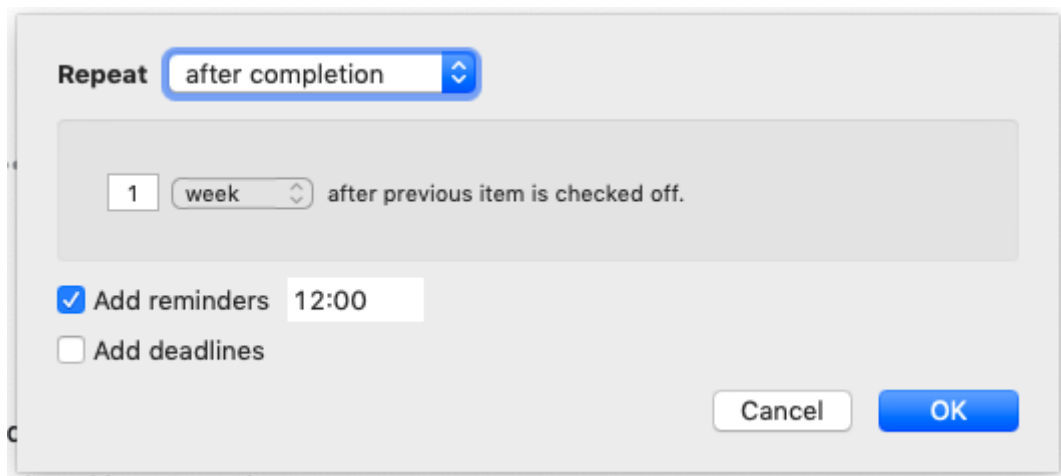 Repeat after completion
1 week after previous item is checked off.
Add reminders 12:00
Add deadlines
Cancel OK